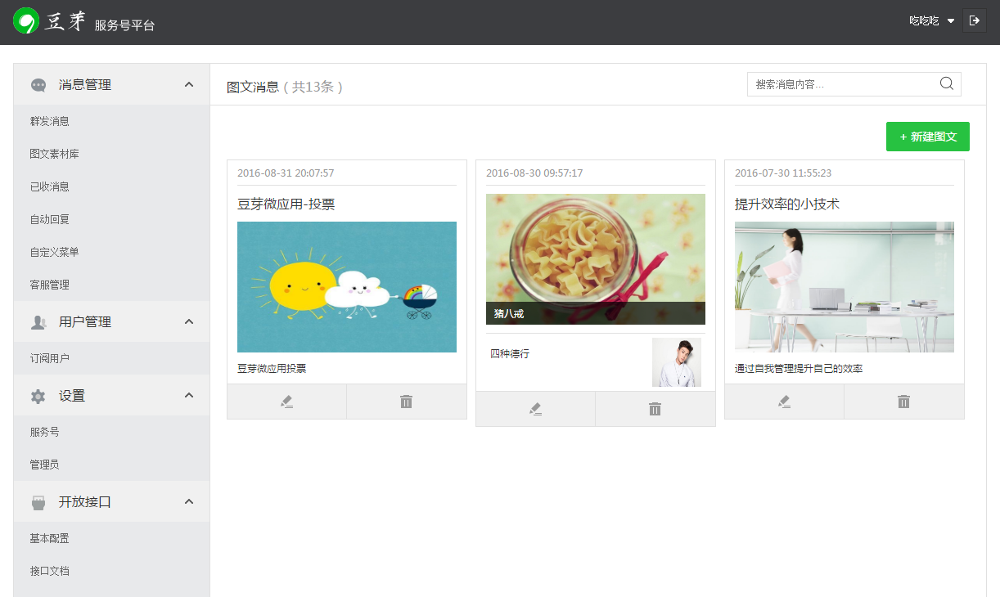 豆芽 服务号平台
吃吃吃
消息管理
群发消息
图文素材库
已收消息
自动回复
自定义菜单
客服管理
用户管理
订阅用户
设置
服务号
管理员
开放接口
基本配置
接口文档
图文消息 ( 共13条 )
搜索消息内容...
+ 新建图文
2016-08-31 20:07:57
豆芽微应用-投票
豆芽微应用投票
2016-08-30 09:57:17
猪八戒
四种德行
2016-07-30 11:55:23
提升效率的小技术
通过自我管理提升自己的效率